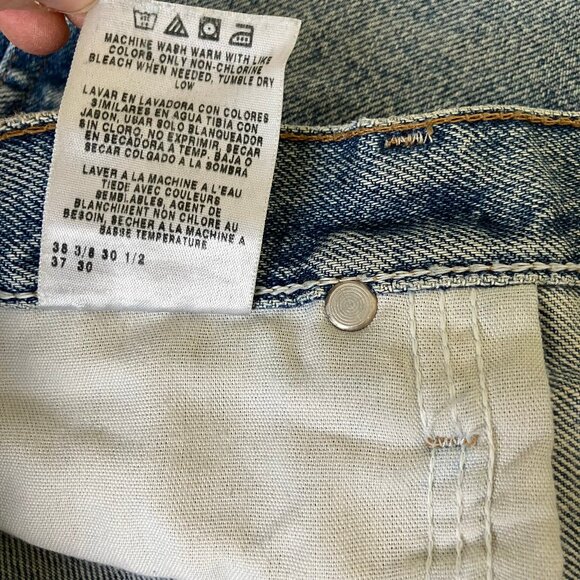 MACHINE WASH WARM WITH LIKE
COLORS, ONLY NON-CHLORINE
BLEACH WHEN NEEDED, TUMBLE DRY
LOW
LAVAR EN LAVADORA CON COLORES
SIMILARES EN AGUA TIBIA CON
JABON, USAR SOLO BLANQUEADOR
SIN CLORO, NO EXPRIMIR, SECAR
EN SECADORA A TEMP. BAJA O
SECAR COLGADO A LA SOMBRA
LAVER A LA MACHINE A L'EAU
TIEDE AVEC COULEURS
SEMBLABLES, AGENT DE
BLANCHIIMENT NON CHLORE AU
BESOIN, SECHER A LA MACHINE A
BASSE TEMPERATURE
38 3/8 30 1/2
37 30